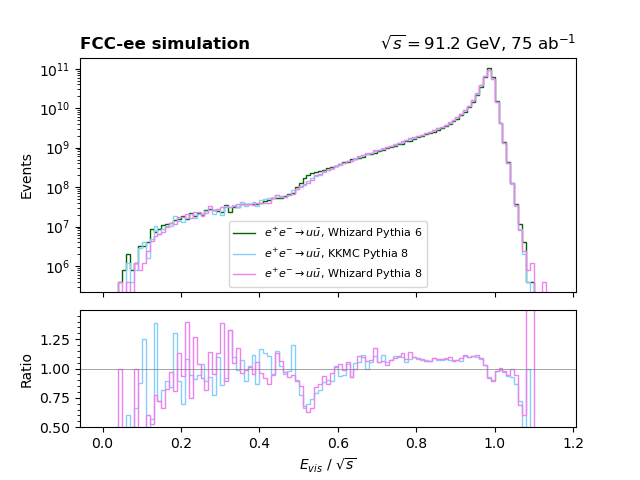 FCC-ee simulation
√s = 91.2 GeV, 75 ab⁻¹
10¹¹
10¹⁰
10⁹
10⁸
10⁷
10⁶
Events
e⁺e⁻ → uū, Whizard Pythia 6
e⁺e⁻ → uū, KKMC Pythia 8
e⁺e⁻ → uū, Whizard Pythia 8
1.25
1.00
0.75
0.50
Ratio
0.0 0.2 0.4 0.6 0.8 1.0 1.2
E_vis / √s